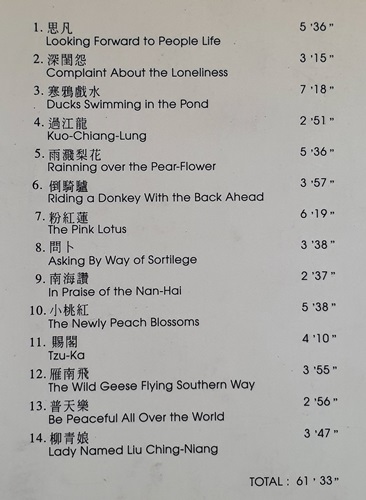 1. 思凡 5'36"
Looking Forward to People Life
2. 深閨怨 3'15"
Complaint About the Loneliness
3. 寒鴉戲水 7'18"
Ducks Swimming in the Pond
4. 過江龍 2'51"
Kuo-Chiang-Lung
5. 雨濺梨花 5'36"
Rainning over the Pear-Flower
6. 倒騎驢 3'57"
Riding a Donkey With the Back Ahead
7. 粉紅蓮 6'19"
The Pink Lotus
8. 問卜 3'38"
Asking By Way of Sortilege
9. 南海讚 2'37"
In Praise of the Nan-Hai
10. 小桃紅 5'38"
The Newly Peach Blossoms
11. 賜閣 4'10"
Tzu-Ka
12. 雁南飛 3'55"
The Wild Geese Flying Southern Way
13. 普天樂 2'56"
Be Peaceful All Over the World
14. 柳青娘 3'47"
Lady Named Liu Ching-Niang
TOTAL : 61'33"